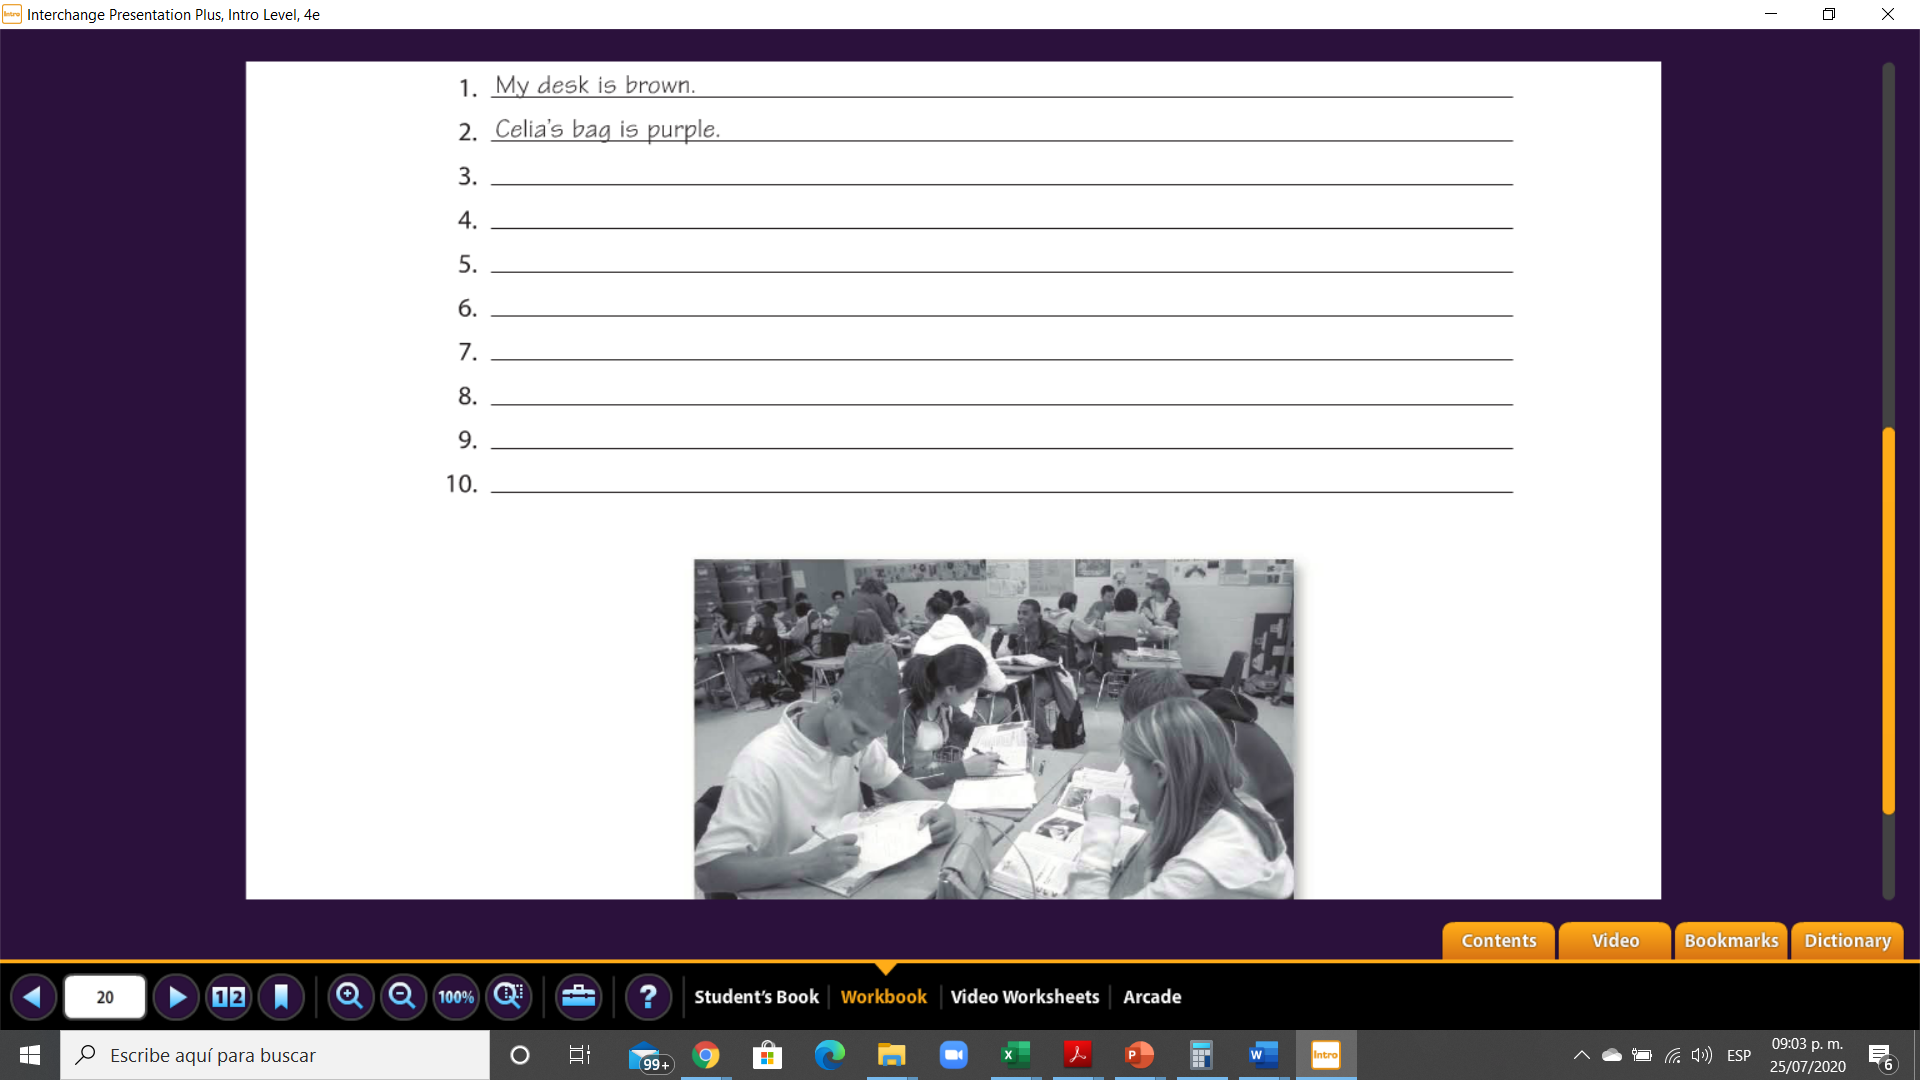 Interchange Presentation Plus, Intro Level, 4e
1. My desk is brown.
2. Celia's bag is purple.
3.
4.
5.
6.
7.
8.
9.
10.
Contents
Video
Bookmarks
Dictionary
20
12
100%
?
Student's Book
Workbook
Video Worksheets
Arcade
Escribe aquí para buscar
99+
Intro
ESP
09:03 p. m.
25/07/2020
6